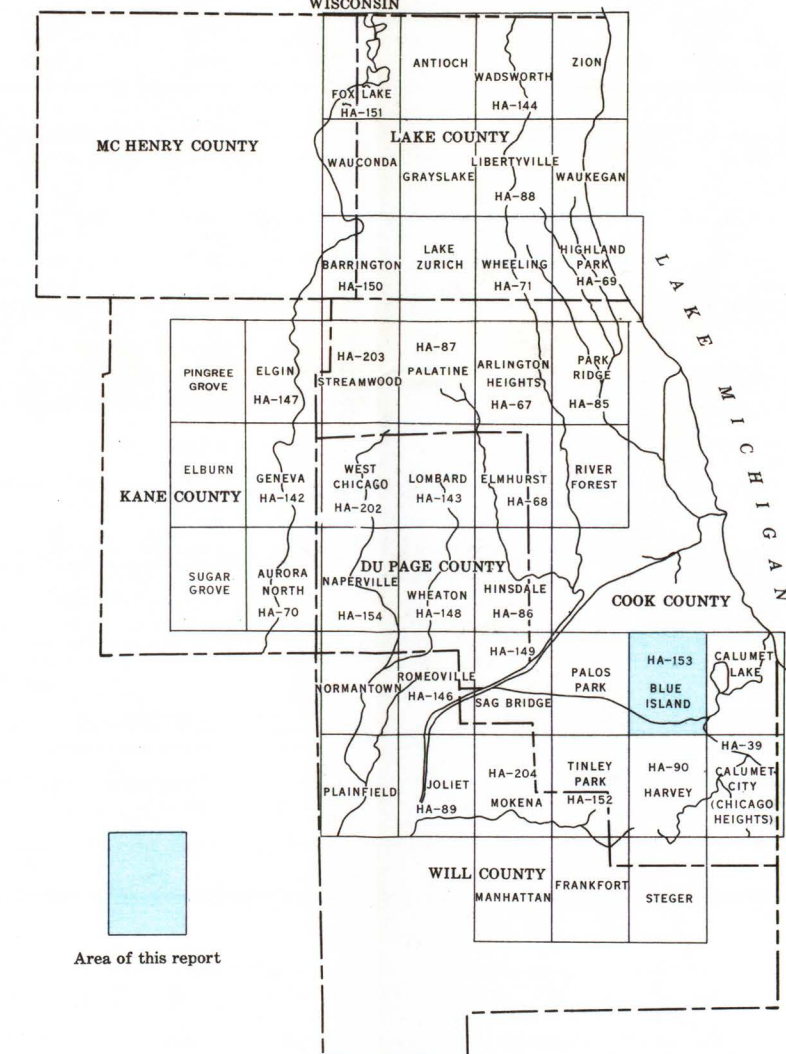 WISCONSIN
ANTIOCH
WADSWORTH
HA-144
ZION
FOX LAKE
HA-151
MC HENRY COUNTY
LAKE COUNTY
WAUCONDA
GRAYSLAKE
LIBERTYVILLE
HA-88
WAUKEGAN
BARRINGTON
HA-150
LAKE
ZURICH
WHEELING
HA-71
HIGHLAND
PARK
HA-69
LAKE MICHIGAN
PINGREE
GROVE
ELGIN
HA-147
HA-203
STREAMWOOD
HA-87
PALATINE
ARLINGTON
HEIGHTS
HA-67
PARK
RIDGE
HA-85
ELBURN
KANE COUNTY
GENEVA
HA-142
WEST
CHICAGO
HA-202
LOMBARD
HA-143
ELMHURST
HA-68
RIVER
FOREST
DU PAGE COUNTY
SUGAR
GROVE
AURORA
NORTH
HA-70
NAPERVILLE
HA-154
WHEATON
HA-148
HINSDALE
HA-86
COOK COUNTY
NORMANTOWN
ROMEOVILLE
HA-146
HA-149
SAG BRIDGE
PALOS
PARK
HA-153
BLUE
ISLAND
CALUMET
LAKE
PLAINFIELD
JOLIET
HA-89
HA-204
MOKENA
TINLEY
PARK
HA-152
HA-90
HARVEY
HA-39
CALUMET
CITY
(CHICAGO
HEIGHTS)
WILL COUNTY
MANHATTAN
FRANKFORT
STEGER
Area of this report